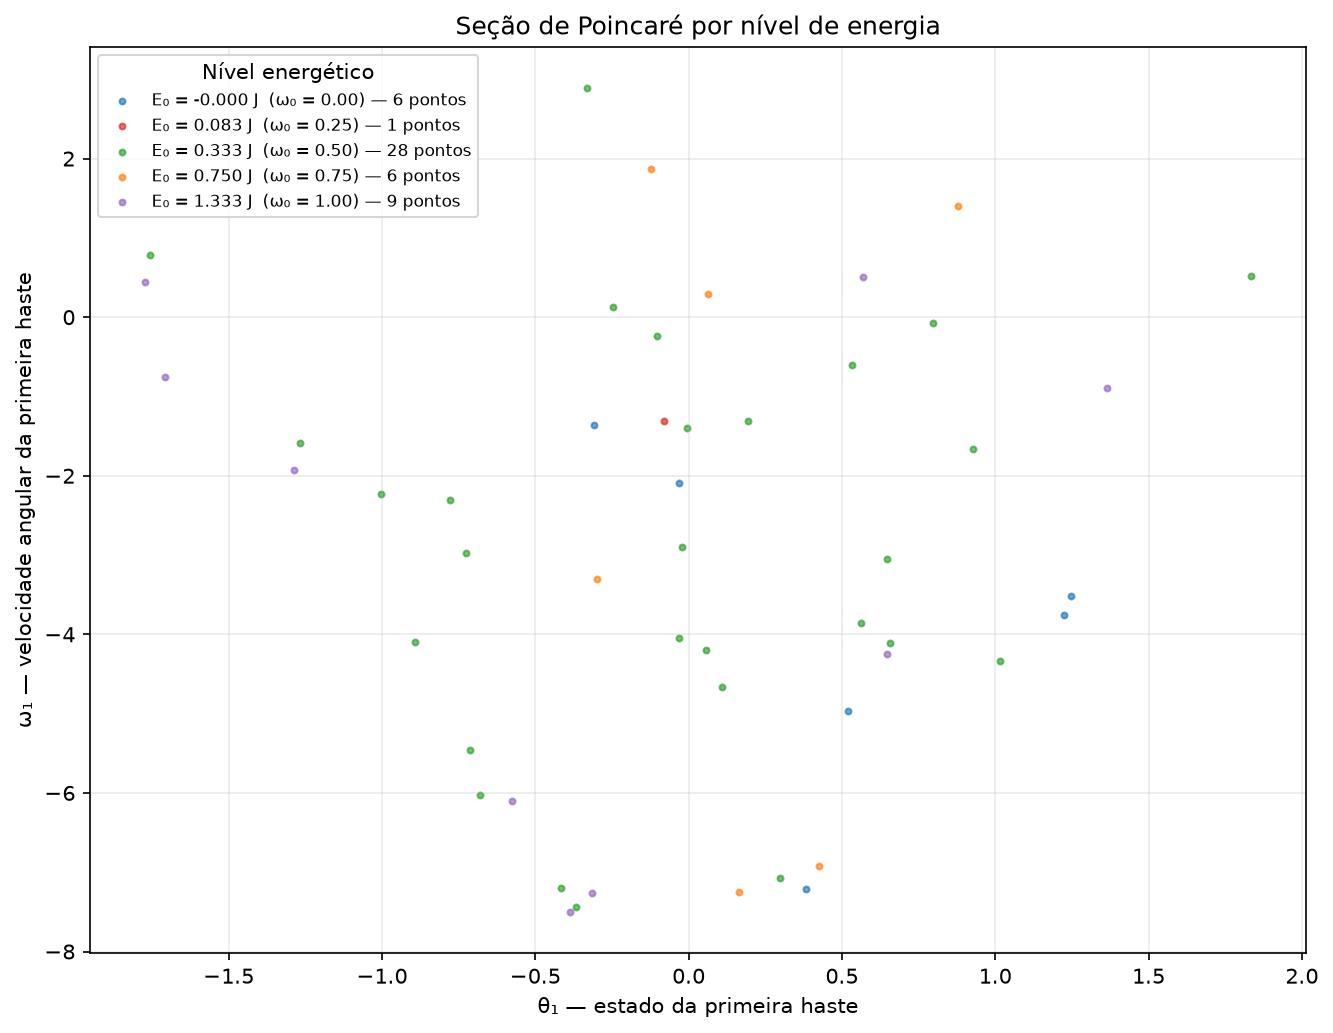 Seção de Poincaré por nível de energia
Nível energético
E₀ = -0.000 J (ω₀ = 0.00) — 6 pontos
E₀ = 0.083 J (ω₀ = 0.25) — 1 pontos
E₀ = 0.333 J (ω₀ = 0.50) — 28 pontos
E₀ = 0.750 J (ω₀ = 0.75) — 6 pontos
E₀ = 1.333 J (ω₀ = 1.00) — 9 pontos
ω₁ — velocidade angular da primeira haste
2
0
−2
−4
−6
−8
−1.5 −1.0 −0.5 0.0 0.5 1.0 1.5 2.0
θ₁ — estado da primeira haste